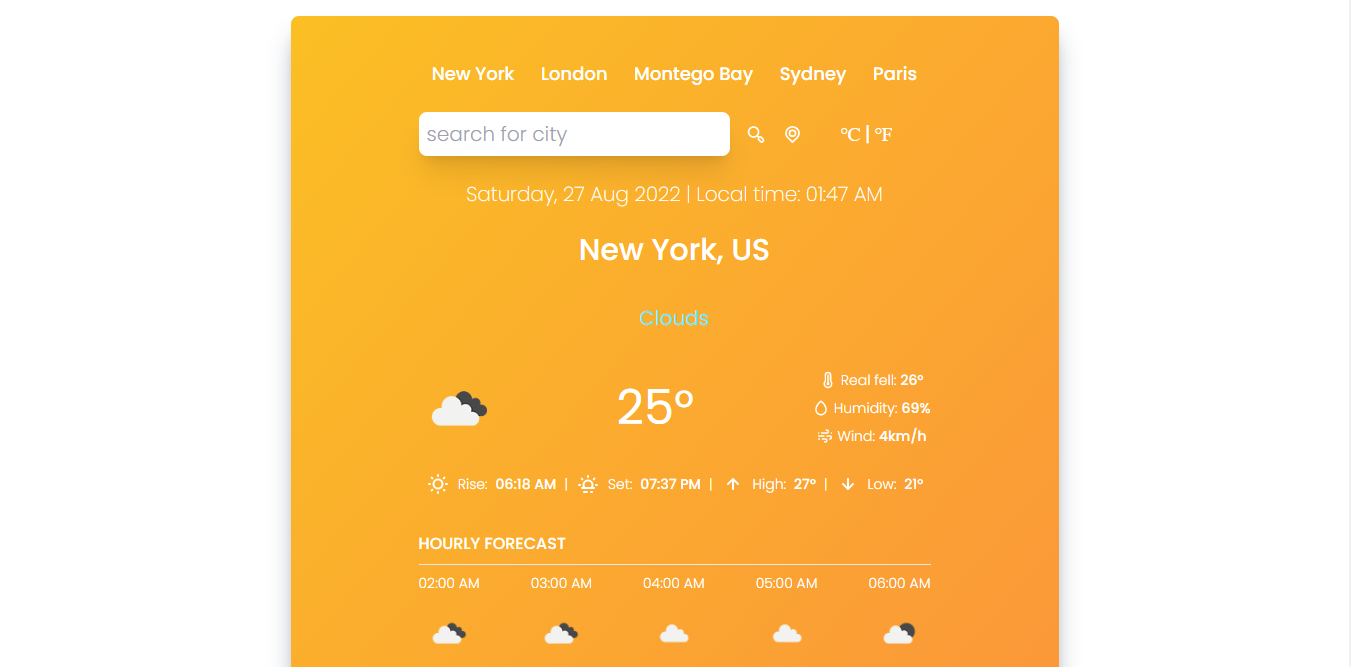 New York London Montego Bay Sydney Paris
search for city °C | °F
Saturday, 27 Aug 2022 | Local time: 01:47 AM
New York, US
Clouds
25°
Real fell: 26°
Humidity: 69%
Wind: 4km/h
Rise: 06:18 AM | Set: 07:37 PM | High: 27° | Low: 21°
HOURLY FORECAST
02:00 AM 03:00 AM 04:00 AM 05:00 AM 06:00 AM